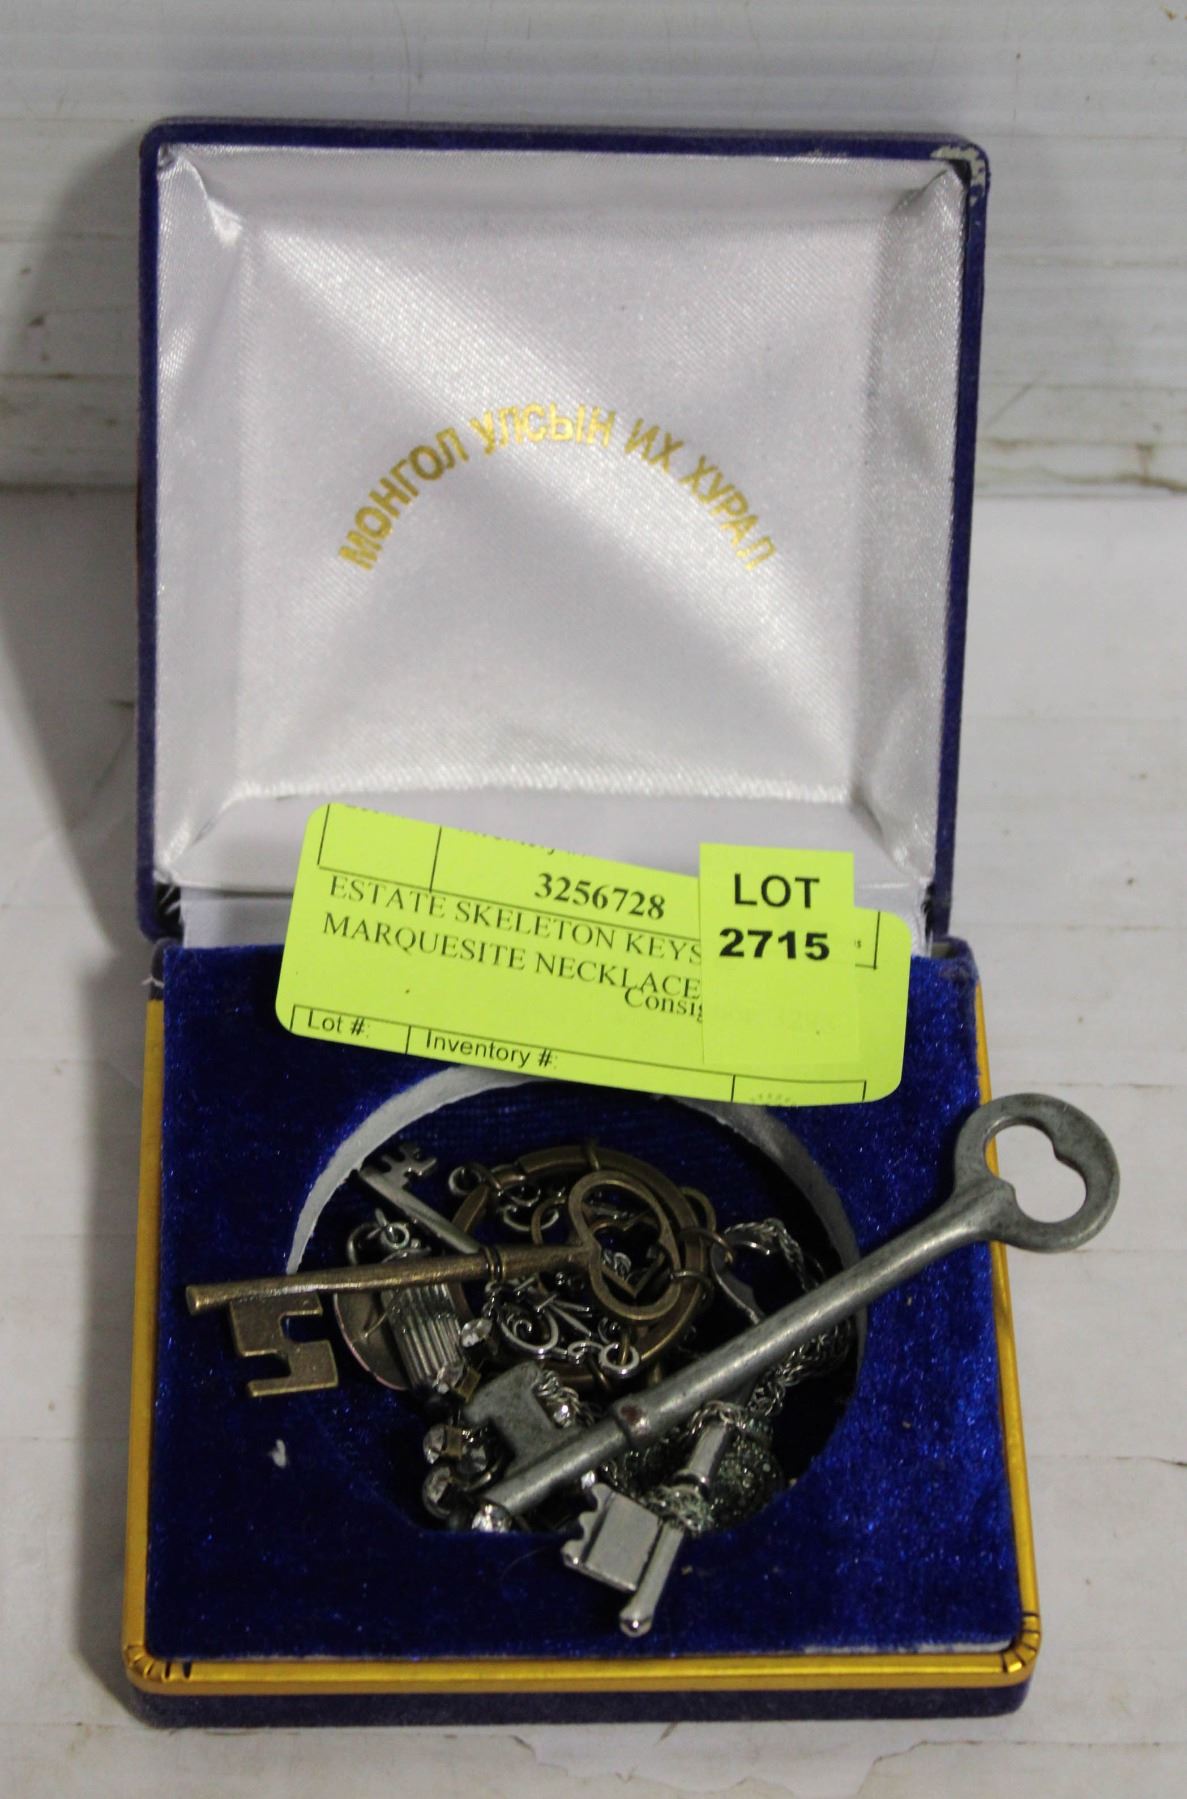 МОНГОЛ УЛСЫН ИХ ХУРАЛ
3256728
LOT
2715
ESTATE SKELETON KEYS
MARQUESITE NECKLACE
Lot #:
Inventory #: